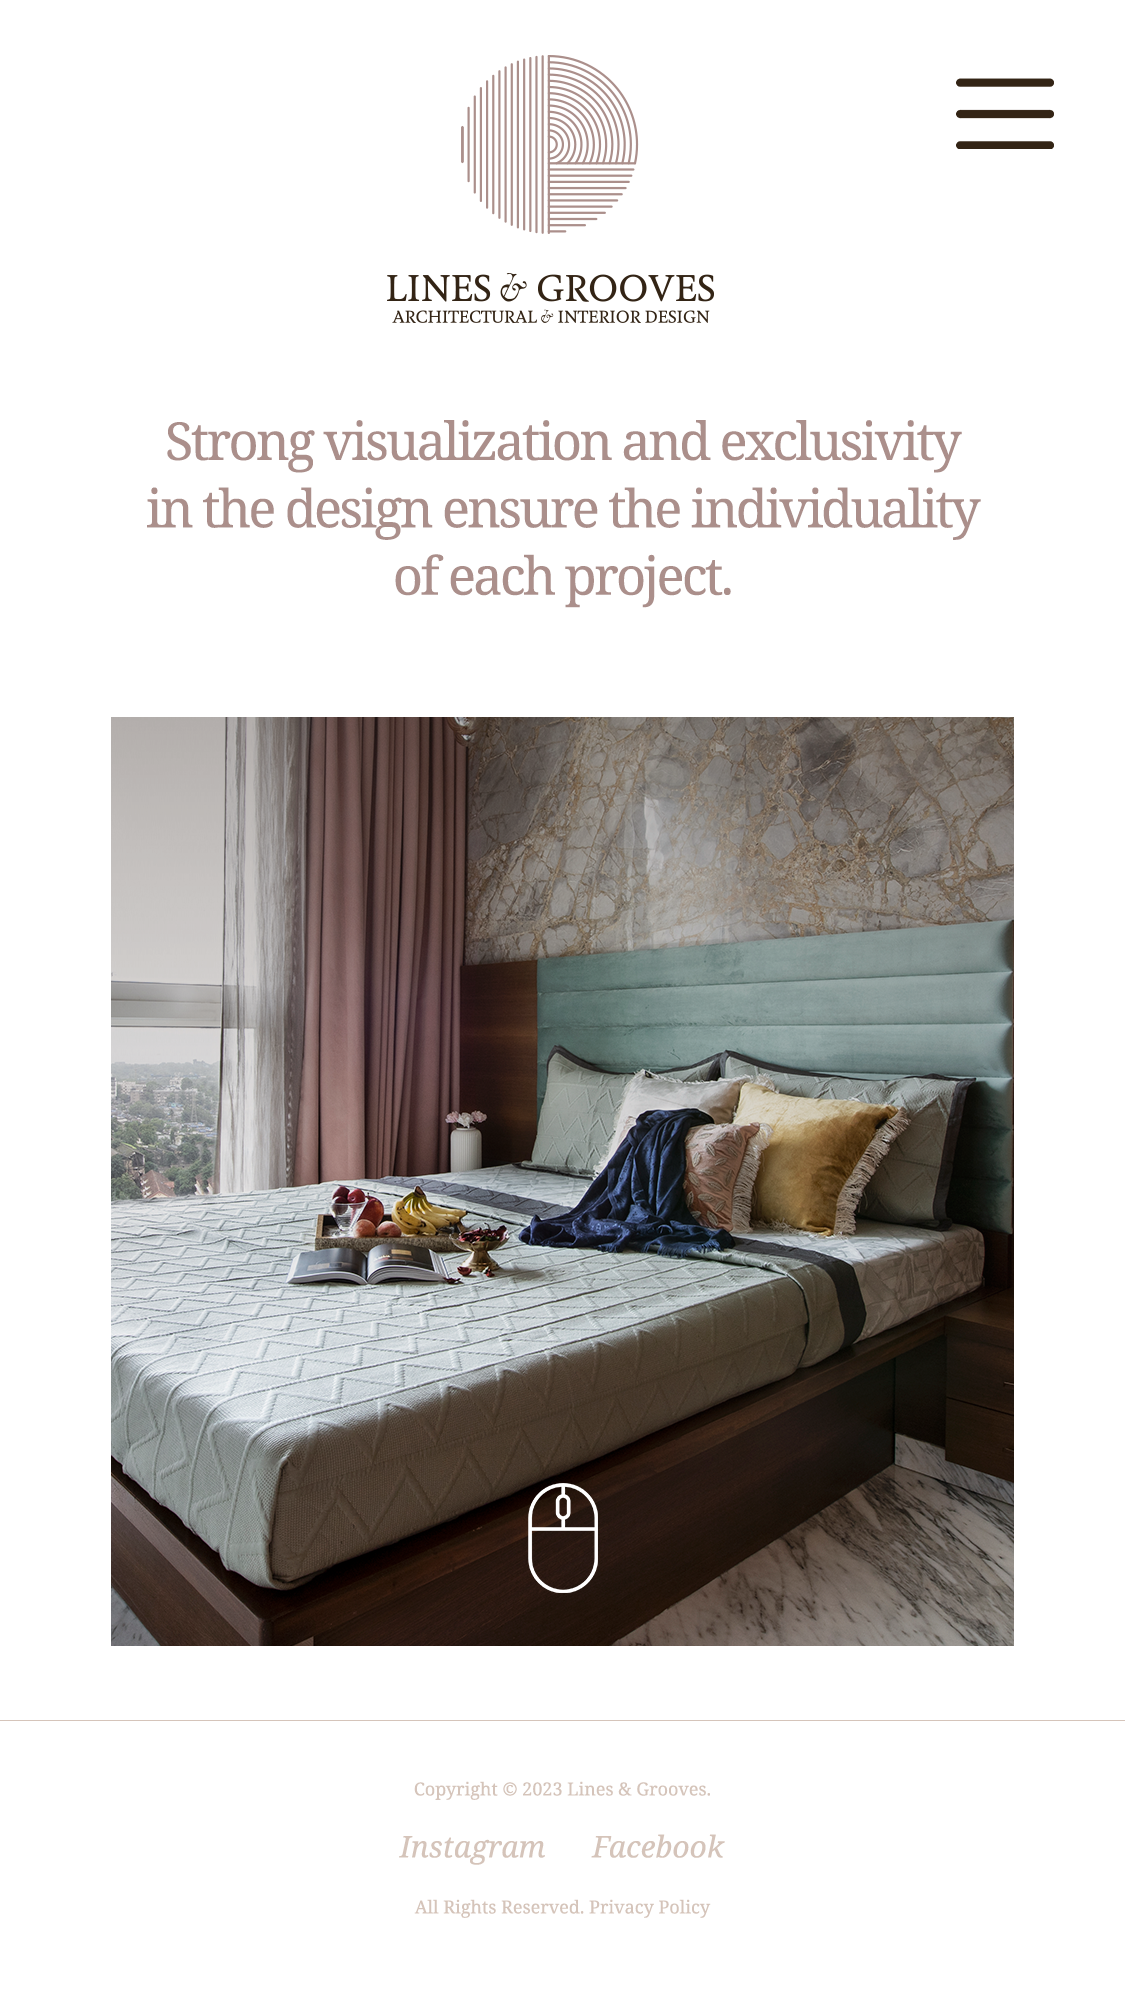 LINES & GROOVES
ARCHITECTURAL & INTERIOR DESIGN
Strong visualization and exclusivity
in the design ensure the individuality
of each project.
Copyright © 2023 Lines & Grooves.
Instagram Facebook
All Rights Reserved. Privacy Policy